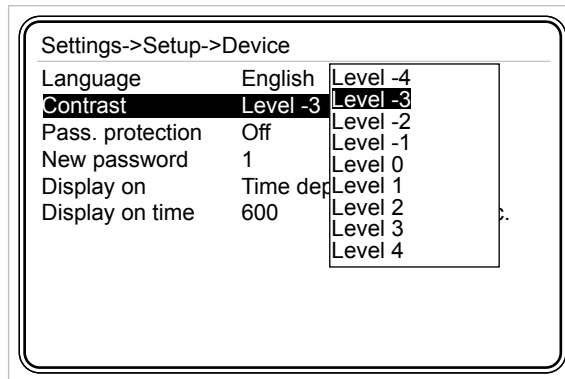 Settings->Setup->Device
Language English
Contrast Level -3
Pass. protection Off
New password 1
Display on Time dep
Display on time 600 c.
Level -4
Level -3
Level -2
Level -1
Level 0
Level 1
Level 2
Level 3
Level 4